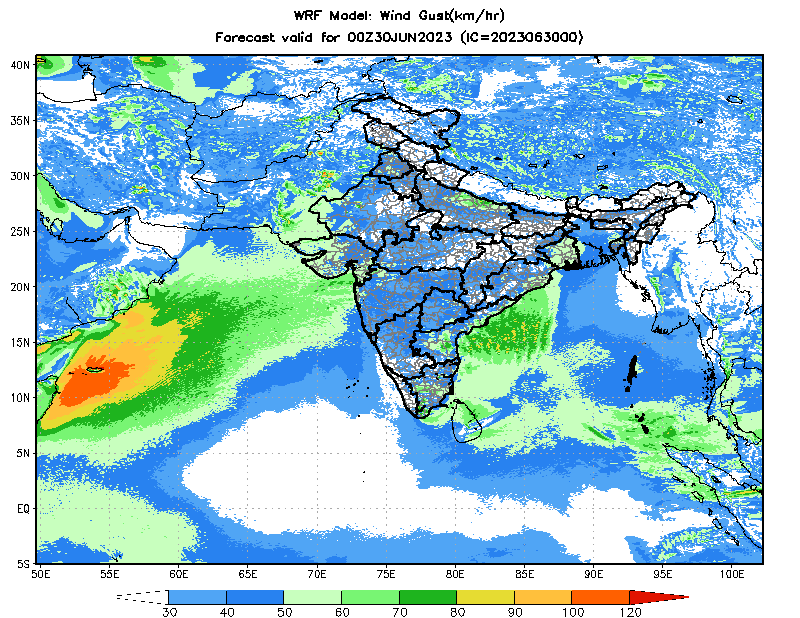 WRF Model: Wind Gust(km/hr)
Forecast valid for 00Z30JUN2023 (IC=2023063000)
40N
35N
30N
25N
20N
15N
10N
5N
EQ
5S
50E 55E 60E 65E 70E 75E 80E 85E 90E 95E 100E
30 40 50 60 70 80 90 100 120